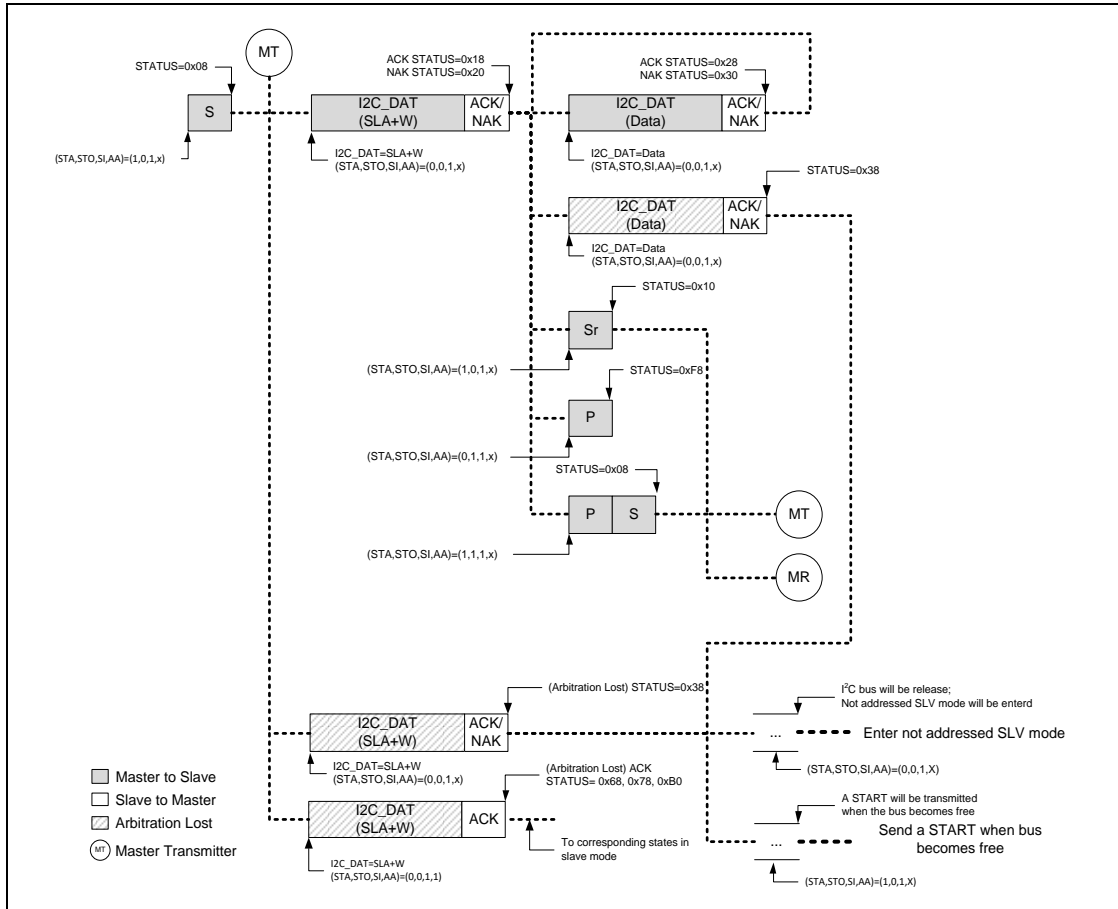 MT
STATUS=0x08
ACK STATUS=0x18
NAK STATUS=0x20
ACK STATUS=0x28
NAK STATUS=0x30
S
I2C_DAT
(SLA+W)
ACK/
NAK
I2C_DAT
(Data)
ACK/
NAK
(STA,STO,SI,AA)=(1,0,1,x)
I2C_DAT=SLA+W
(STA,STO,SI,AA)=(0,0,1,x)
I2C_DAT=Data
(STA,STO,SI,AA)=(0,0,1,x)
STATUS=0x38
I2C_DAT
(Data)
ACK/
NAK
I2C_DAT=Data
(STA,STO,SI,AA)=(0,0,1,x)
STATUS=0x10
Sr
(STA,STO,SI,AA)=(1,0,1,x)
STATUS=0xF8
P
(STA,STO,SI,AA)=(0,1,1,x)
STATUS=0x08
P
S
MT
(STA,STO,SI,AA)=(1,1,1,x)
MR
(Arbitration Lost) STATUS=0x38
I2C_DAT
(SLA+W)
ACK/
NAK
I2C_DAT=SLA+W
(STA,STO,SI,AA)=(0,0,1,x)
I²C bus will be release;
Not addressed SLV mode will be enterd
...
Enter not addressed SLV mode
(STA,STO,SI,AA)=(0,0,1,X)
(Arbitration Lost) ACK
STATUS= 0x68, 0x78, 0xB0
I2C_DAT
(SLA+W)
ACK
To corresponding states in
slave mode
I2C_DAT=SLA+W
(STA,STO,SI,AA)=(0,0,1,1)
A START will be transmitted
when the bus becomes free
...
Send a START when bus
becomes free
(STA,STO,SI,AA)=(1,0,1,X)
Master to Slave
Slave to Master
Arbitration Lost
MT
Master Transmitter